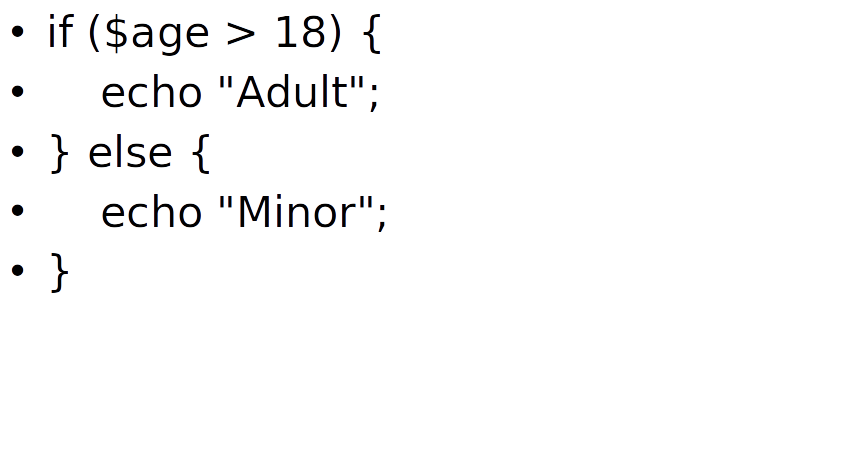 • if ($age > 18) {
•    echo "Adult";
• } else {
•    echo "Minor";
• }